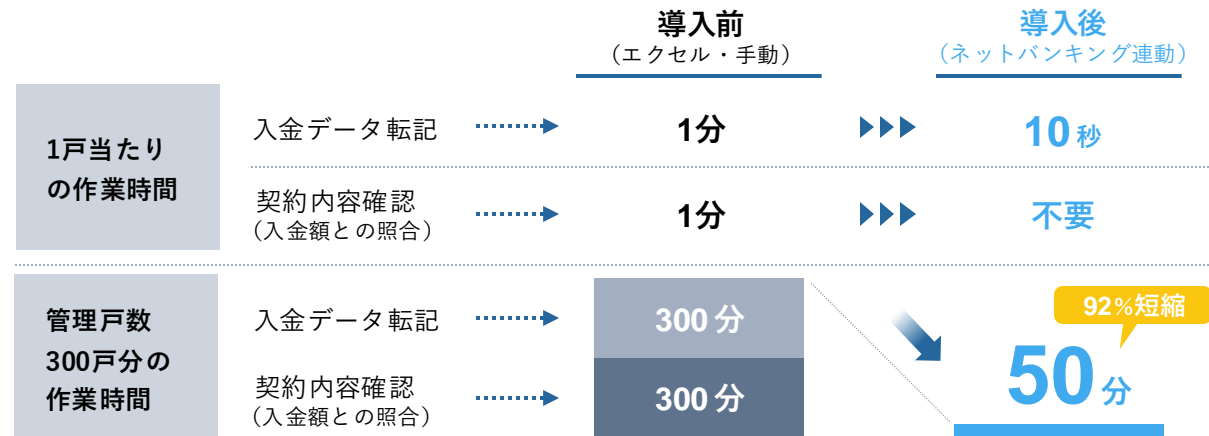 導入前
（エクセル・手動）
導入後
（ネットバンキング連動）
1戸当たり
の作業時間
入金データ転記
1分
10秒
契約内容確認
（入金額との照合）
1分
不要
管理戸数
300戸分の
作業時間
入金データ転記
300分
契約内容確認
（入金額との照合）
300分
92%短縮
50分